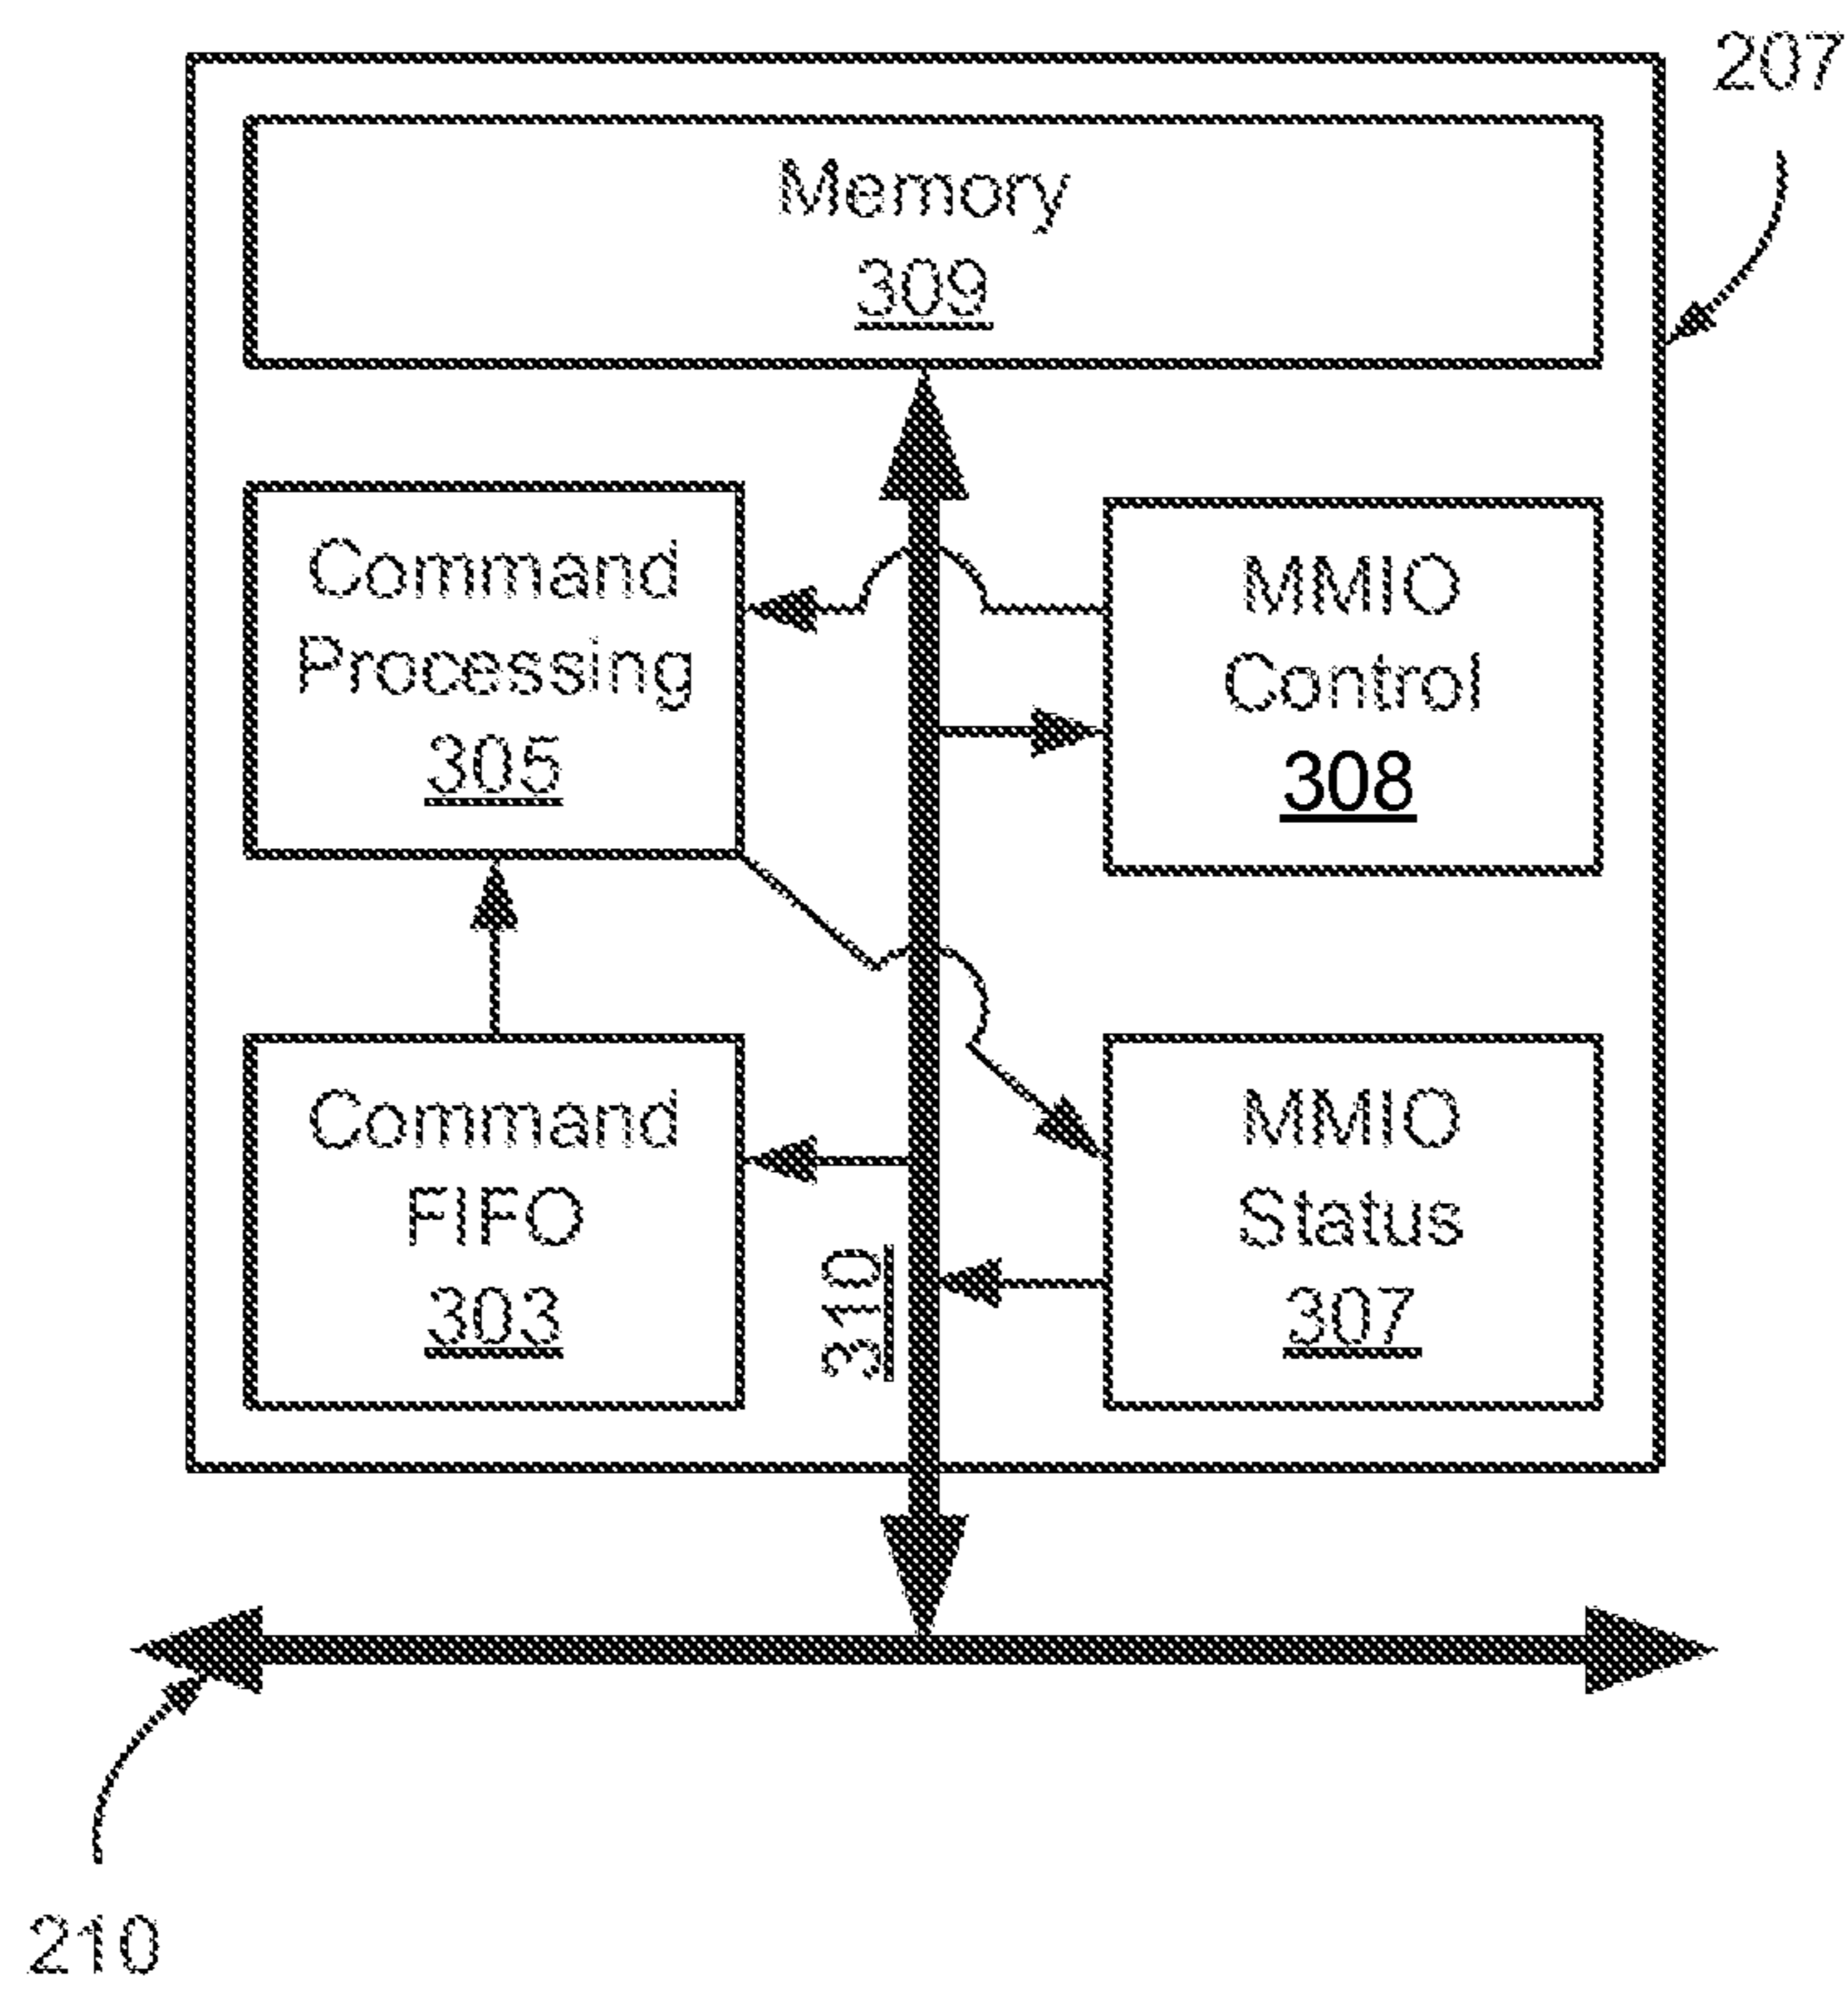 207
Memory
309
Command
Processing
305
MMIO
Control
308
Command
FIFO
303
310
MMIO
Status
307
210